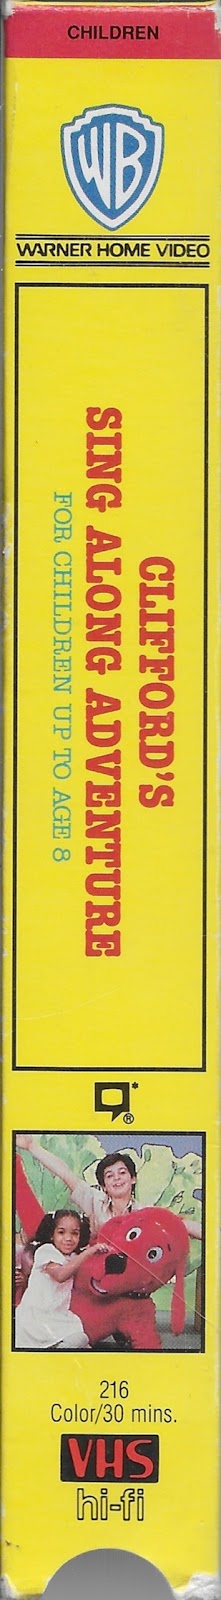 CHILDREN
WB
WARNER HOME VIDEO
CLIFFORD'S
SING ALONG ADVENTURE
FOR CHILDREN UP TO AGE 8
*
®
216
Color/30 mins.
VHS
hi-fi